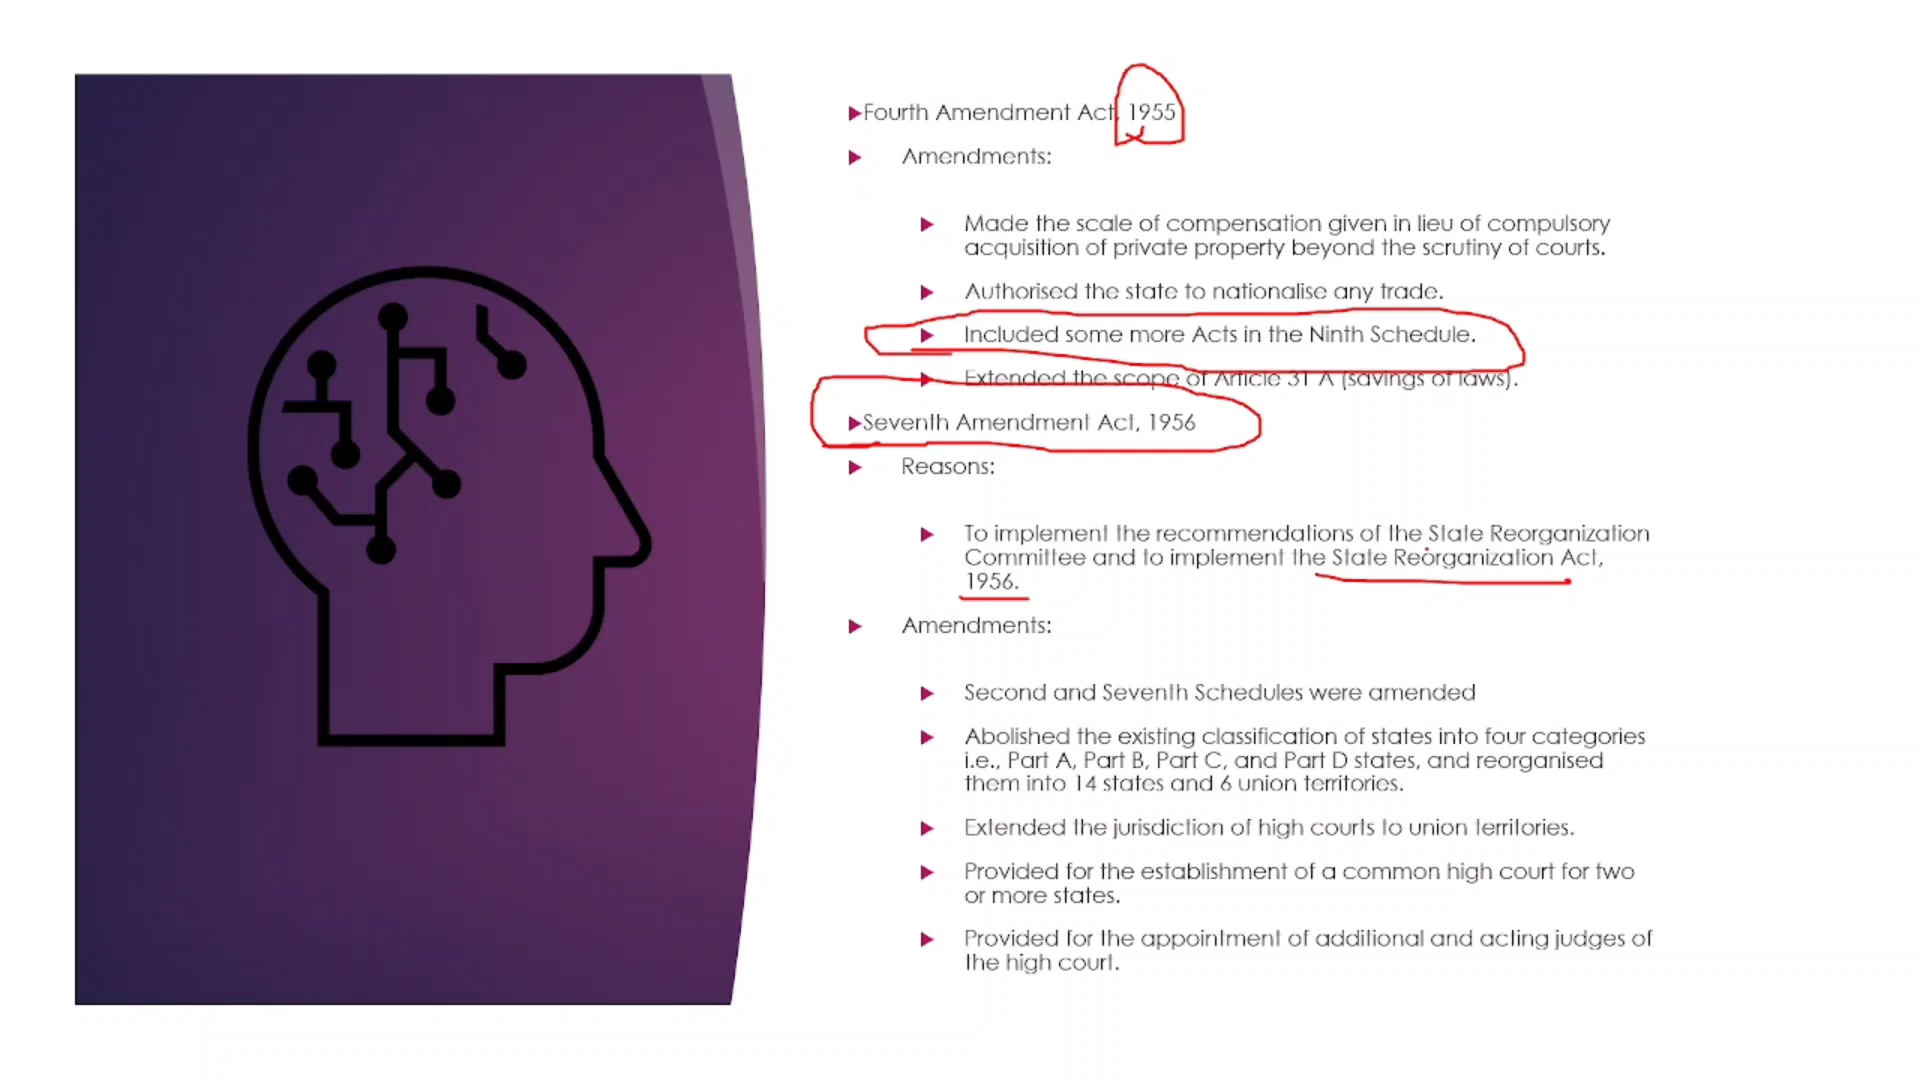 Fourth Amendment Act, 1955
Amendments:
Made the scale of compensation given in lieu of compulsory
acquisition of private property beyond the scrutiny of courts.
Authorised the state to nationalise any trade.
Included some more Acts in the Ninth Schedule.
Extended the scope of Article 31 A (savings of laws).
Seventh Amendment Act, 1956
Reasons:
To implement the recommendations of the State Reorganization
Committee and to implement the State Reorganization Act,
1956.
Amendments:
Second and Seventh Schedules were amended
Abolished the existing classification of states into four categories
i.e., Part A, Part B, Part C, and Part D states, and reorganised
them into 14 states and 6 union territories.
Extended the jurisdiction of high courts to union territories.
Provided for the establishment of a common high court for two
or more states.
Provided for the appointment of additional and acting judges of
the high court.